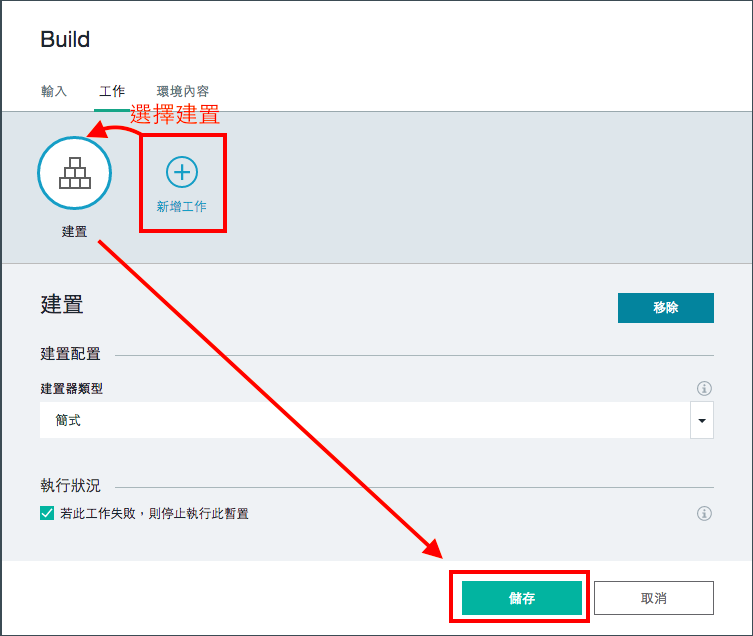 Build
輸入 工作 環境內容
選擇建置
新增工作
建置
建置
移除
建置配置
建置器類型
簡式
執行狀況
若此工作失敗，則停止執行此暫置
儲存
取消